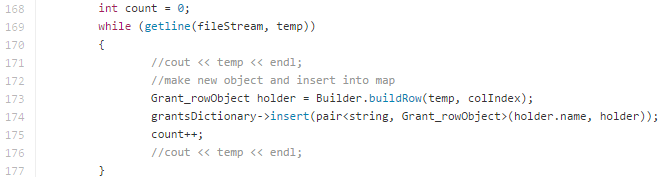 168 int count = 0;
169 while (getline(fileStream, temp))
170 {
171 //cout << temp << endl;
172 //make new object and insert into map
173 Grant_rowObject holder = Builder.buildRow(temp, colIndex);
174 grantsDictionary->insert(pair<string, Grant_rowObject>(holder.name, holder));
175 count++;
176 //cout << temp << endl;
177 }